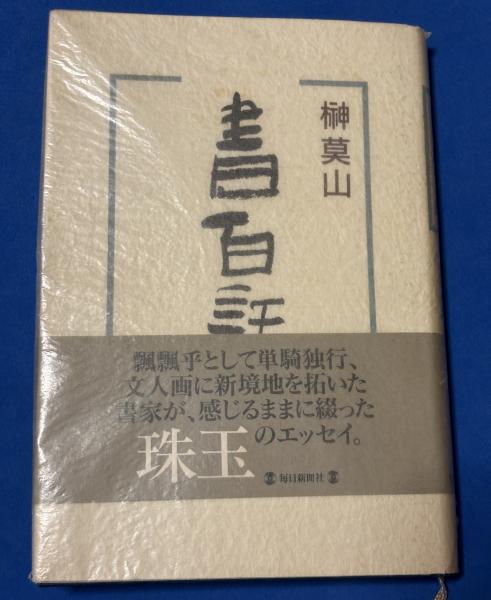 榊莫山
書百話
飄飄乎として単騎独行、
文人画に新境地を拓いた
書家が、感じるままに綴った
珠玉のエッセイ。
毎日新聞社